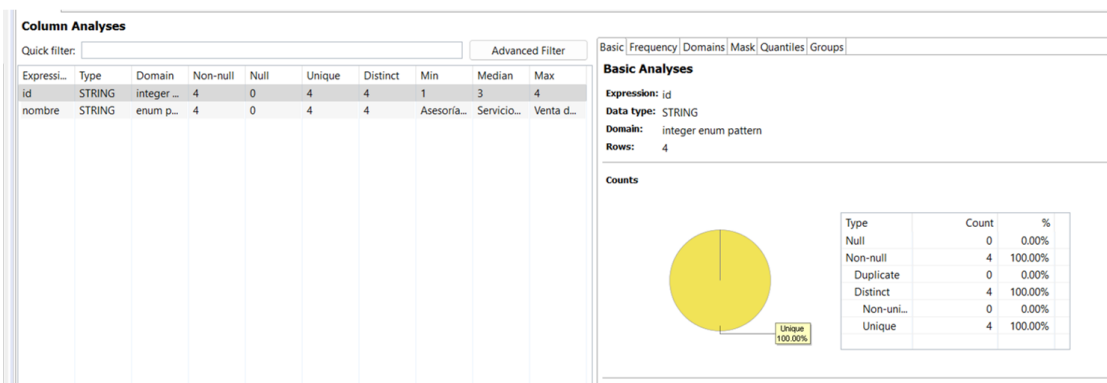 Column Analyses
Quick filter:
Advanced Filter
Expressi... Type Domain Non-null Null Unique Distinct Min Median Max
id STRING integer ... 4 0 4 4 1 3 4
nombre STRING enum p... 4 0 4 4 Asesoría... Servicio... Venta d...
Basic Frequency Domains Mask Quantiles Groups
Basic Analyses
Expression: id
Data type: STRING
Domain: integer enum pattern
Rows: 4
Counts
Unique
100.00%
Type Count %
Null 0 0.00%
Non-null 4 100.00%
Duplicate 0 0.00%
Distinct 4 100.00%
Non-uni... 0 0.00%
Unique 4 100.00%